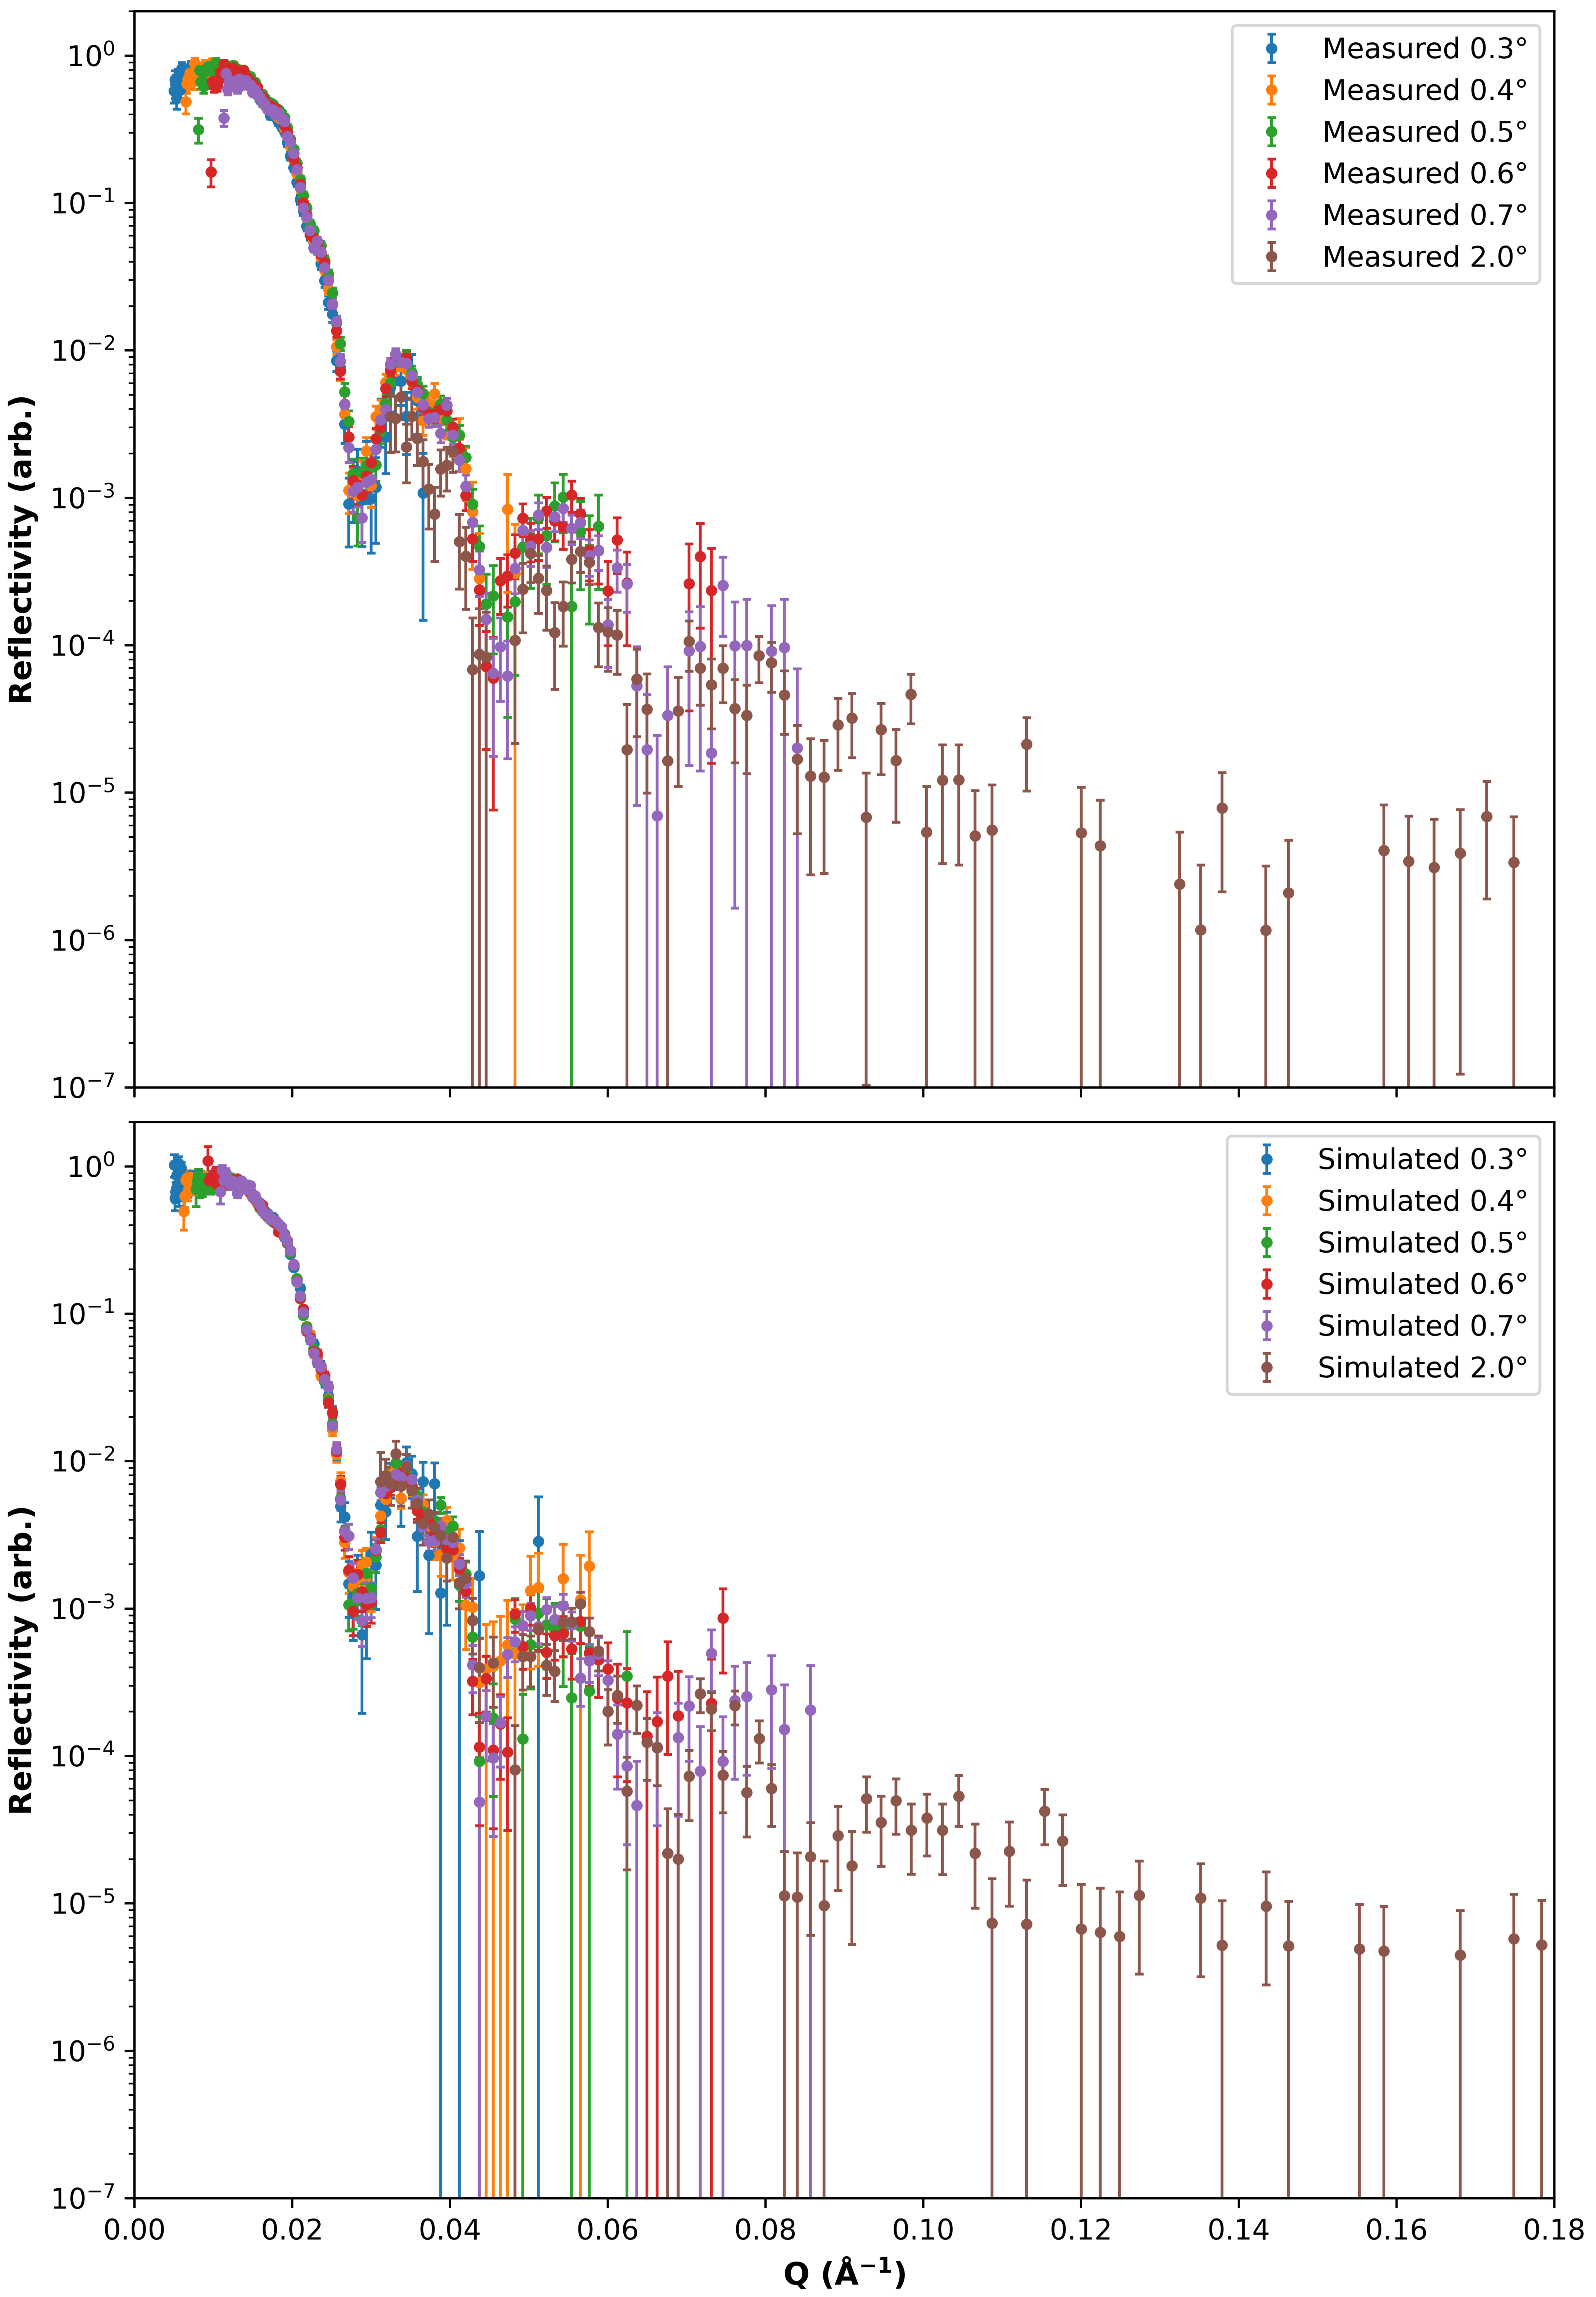 Measured 0.3°
Measured 0.4°
Measured 0.5°
Measured 0.6°
Measured 0.7°
Measured 2.0°
10⁰
10⁻¹
10⁻²
10⁻³
10⁻⁴
10⁻⁵
10⁻⁶
10⁻⁷
Reflectivity (arb.)
Simulated 0.3°
Simulated 0.4°
Simulated 0.5°
Simulated 0.6°
Simulated 0.7°
Simulated 2.0°
10⁰
10⁻¹
10⁻²
10⁻³
10⁻⁴
10⁻⁵
10⁻⁶
10⁻⁷
Reflectivity (arb.)
0.00 0.02 0.04 0.06 0.08 0.10 0.12 0.14 0.16 0.18
Q (Å⁻¹)